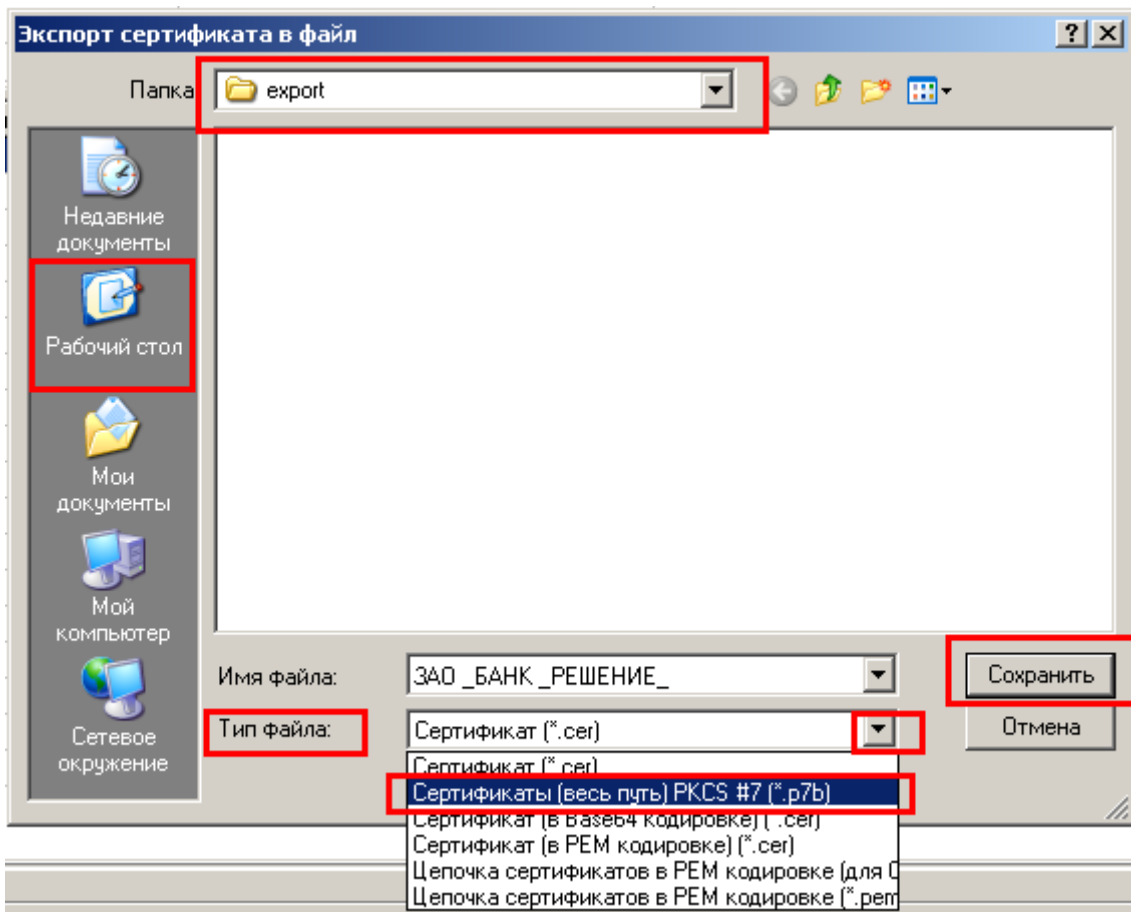 Экспорт сертификата в файл
Папка
export
Недавние
документы
Рабочий стол
Мои
документы
Мой
компьютер
Сетевое
окружение
Имя файла:
ЗАО _БАНК _РЕШЕНИЕ_
Сохранить
Тип файла:
Сертификат (*.cer)
Отмена
Сертификат (*.cer)
Сертификаты (весь путь) PKCS #7 (*.p7b)
Сертификат (в Base64 кодировке) (*.cer)
Сертификат (в PEM кодировке) (*.cer)
Цепочка сертификатов в PEM кодировке (для
Цепочка сертификатов в PEM кодировке (*.pem